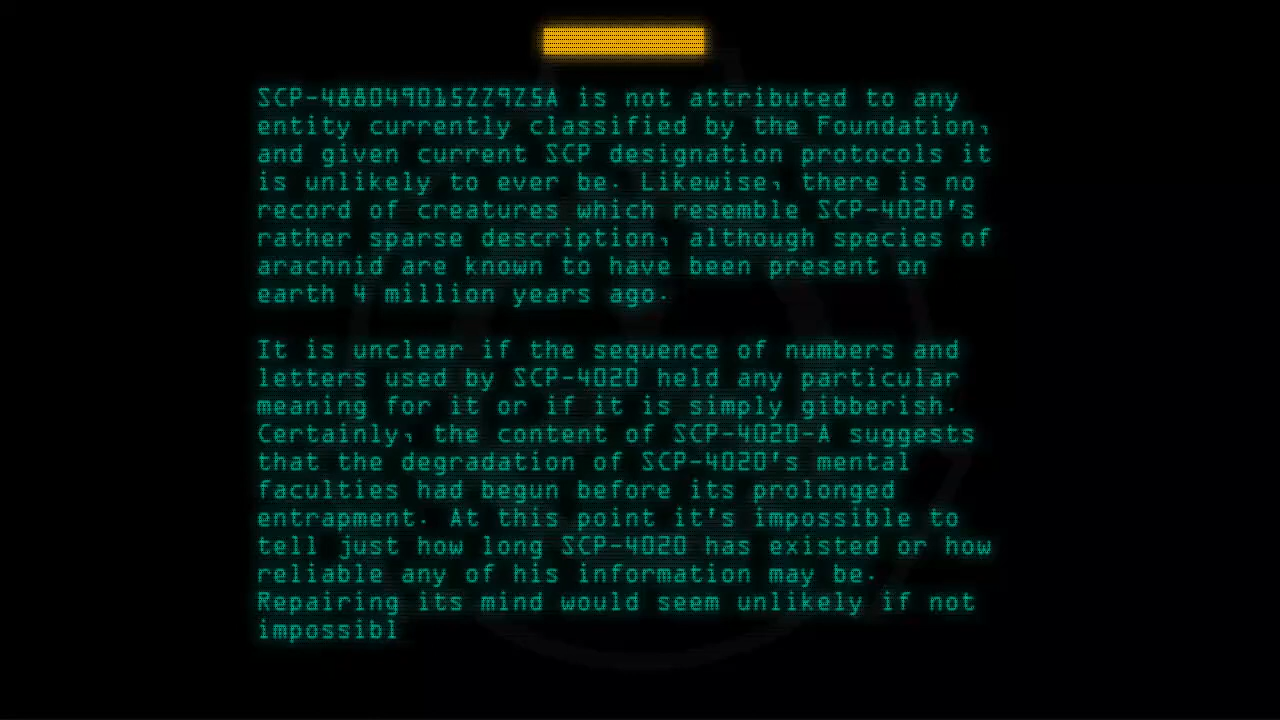 SCP-488049015ZZ9Z5A is not attributed to any
entity currently classified by the Foundation,
and given current SCP designation protocols it
is unlikely to ever be. Likewise, there is no
record of creatures which resemble SCP-4020's
rather sparse description, although species of
arachnid are known to have been present on
earth 4 million years ago.
It is unclear if the sequence of numbers and
letters used by SCP-4020 held any particular
meaning for it or if it is simply gibberish.
Certainly, the content of SCP-4020-A suggests
that the degradation of SCP-4020's mental
faculties had begun before its prolonged
entrapment. At this point it's impossible to
tell just how long SCP-4020 has existed or how
reliable any of his information may be.
Repairing its mind would seem unlikely if not
impossibl